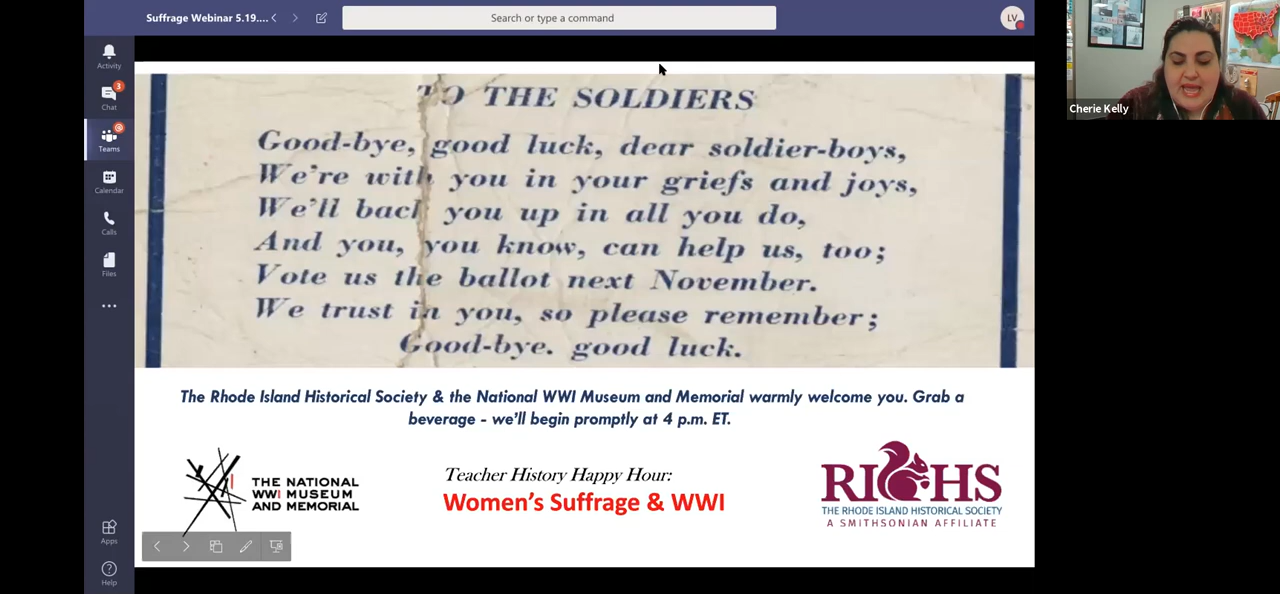 Suffrage Webinar 5.19....
Search or type a command
LV
Activity
3
Chat
Teams
Calendar
Calls
Files
Apps
Help
Cherie Kelly
TO THE SOLDIERS
Good-bye, good luck, dear soldier-boys,
We're with you in your griefs and joys,
We'll back you up in all you do,
And you, you know, can help us, too;
Vote us the ballot next November.
We trust in you, so please remember;
Good-bye. good luck.
The Rhode Island Historical Society & the National WWI Museum and Memorial warmly welcome you. Grab a
beverage - we'll begin promptly at 4 p.m. ET.
THE NATIONAL
WWI MUSEUM
AND MEMORIAL
Teacher History Happy Hour:
Women's Suffrage & WWI
RIHS
THE RHODE ISLAND HISTORICAL SOCIETY
A SMITHSONIAN AFFILIATE